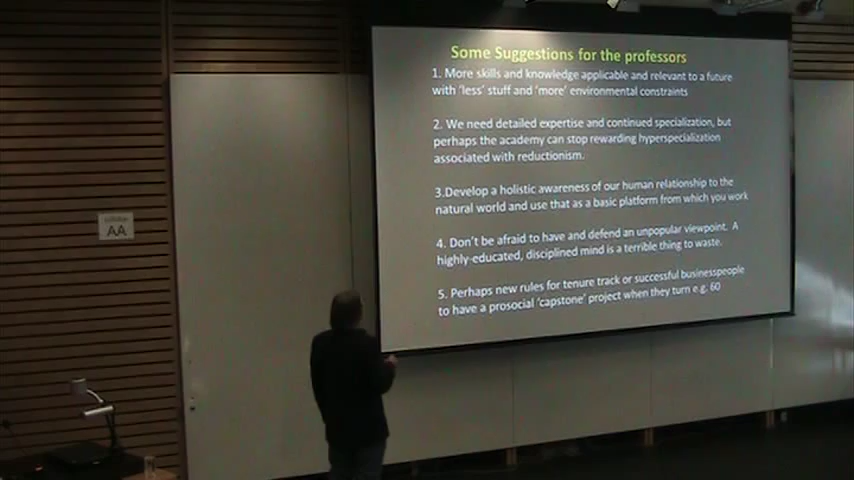 Some Suggestions for the professors
1. More skills and knowledge applicable and relevant to a future
with 'less' stuff and 'more' environmental constraints
2. We need detailed expertise and continued specialization, but
perhaps the academy can stop rewarding hyperspecialization
associated with reductionism.
3.Develop a holistic awareness of our human relationship to the
natural world and use that as a basic platform from which you work
4. Don't be afraid to have and defend an unpopular viewpoint. A
highly-educated, disciplined mind is a terrible thing to waste.
5. Perhaps new rules for tenure track or successful businesspeople
to have a prosocial 'capstone' project when they turn e.g. 60
AA